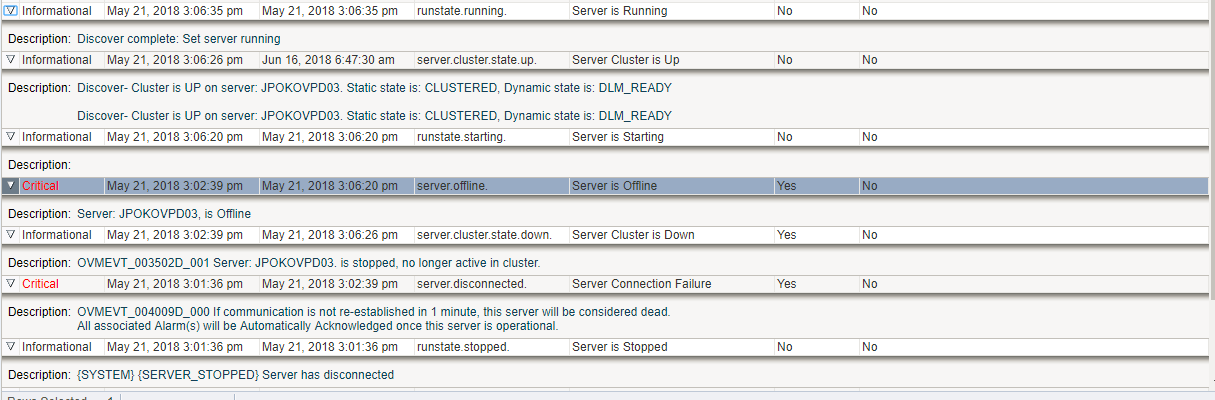 Informational May 21, 2018 3:06:35 pm May 21, 2018 3:06:35 pm runstate.running. Server is Running No No
Description: Discover complete: Set server running
Informational May 21, 2018 3:06:26 pm Jun 16, 2018 6:47:30 am server.cluster.state.up. Server Cluster is Up No No
Description: Discover- Cluster is UP on server: JPOKOVPD03. Static state is: CLUSTERED, Dynamic state is: DLM_READY
Discover- Cluster is UP on server: JPOKOVPD03. Static state is: CLUSTERED, Dynamic state is: DLM_READY
Informational May 21, 2018 3:06:20 pm May 21, 2018 3:06:20 pm runstate.starting. Server is Starting No No
Description:
Critical May 21, 2018 3:02:39 pm May 21, 2018 3:06:20 pm server.offline. Server is Offline Yes No
Description: Server: JPOKOVPD03, is Offline
Informational May 21, 2018 3:02:39 pm May 21, 2018 3:06:26 pm server.cluster.state.down. Server Cluster is Down Yes No
Description: OVMEVT_003502D_001 Server: JPOKOVPD03. is stopped, no longer active in cluster.
Critical May 21, 2018 3:01:36 pm May 21, 2018 3:02:39 pm server.disconnected. Server Connection Failure Yes No
Description: OVMEVT_004009D_000 If communication is not re-established in 1 minute, this server will be considered dead.
All associated Alarm(s) will be Automatically Acknowledged once this server is operational.
Informational May 21, 2018 3:01:36 pm May 21, 2018 3:01:36 pm runstate.stopped. Server is Stopped No No
Description: {SYSTEM} {SERVER_STOPPED} Server has disconnected
Rows Selected 1